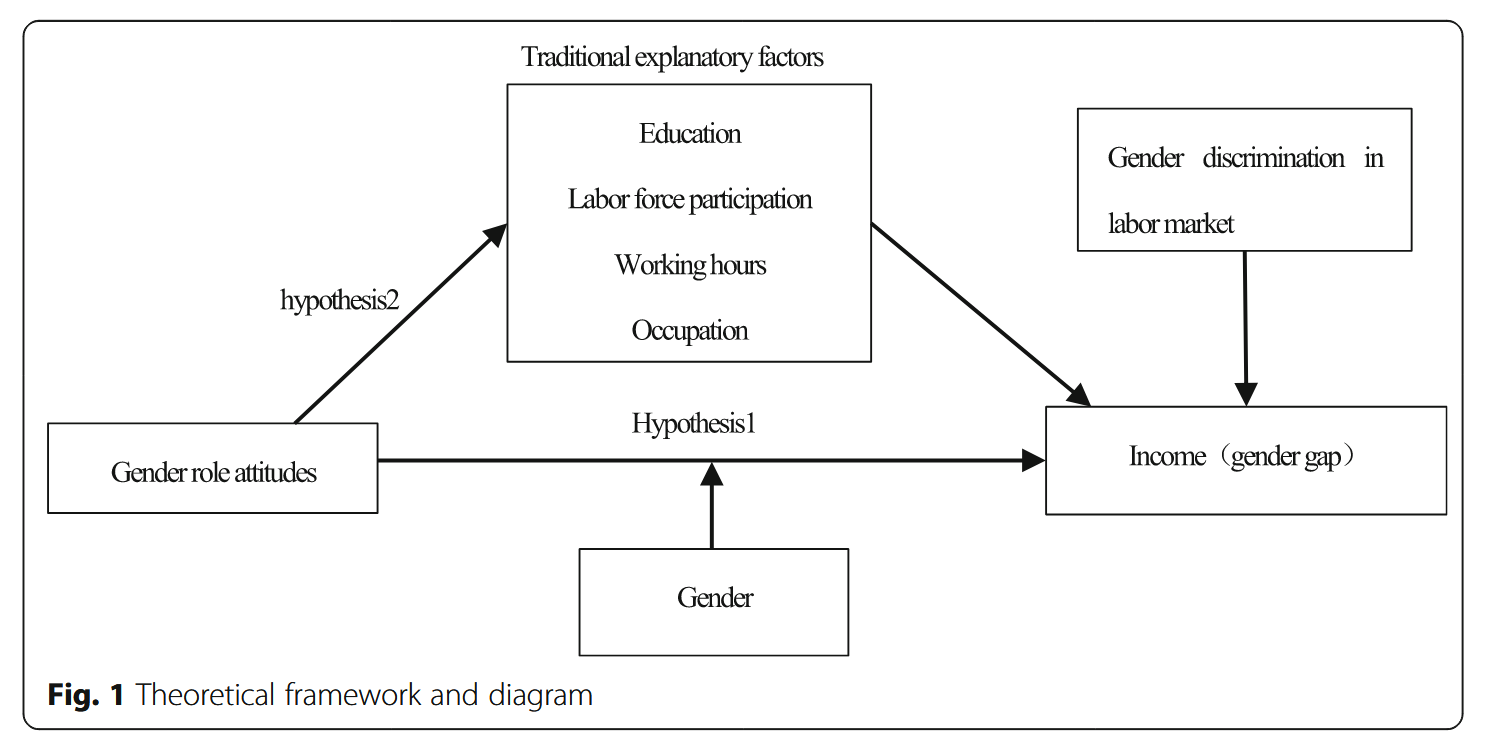 Traditional explanatory factors
Education
Labor force participation
Working hours
Occupation
Gender discrimination in
labor market
hypothesis2
Hypothesis1
Gender role attitudes
Income（gender gap）
Gender
Fig. 1 Theoretical framework and diagram